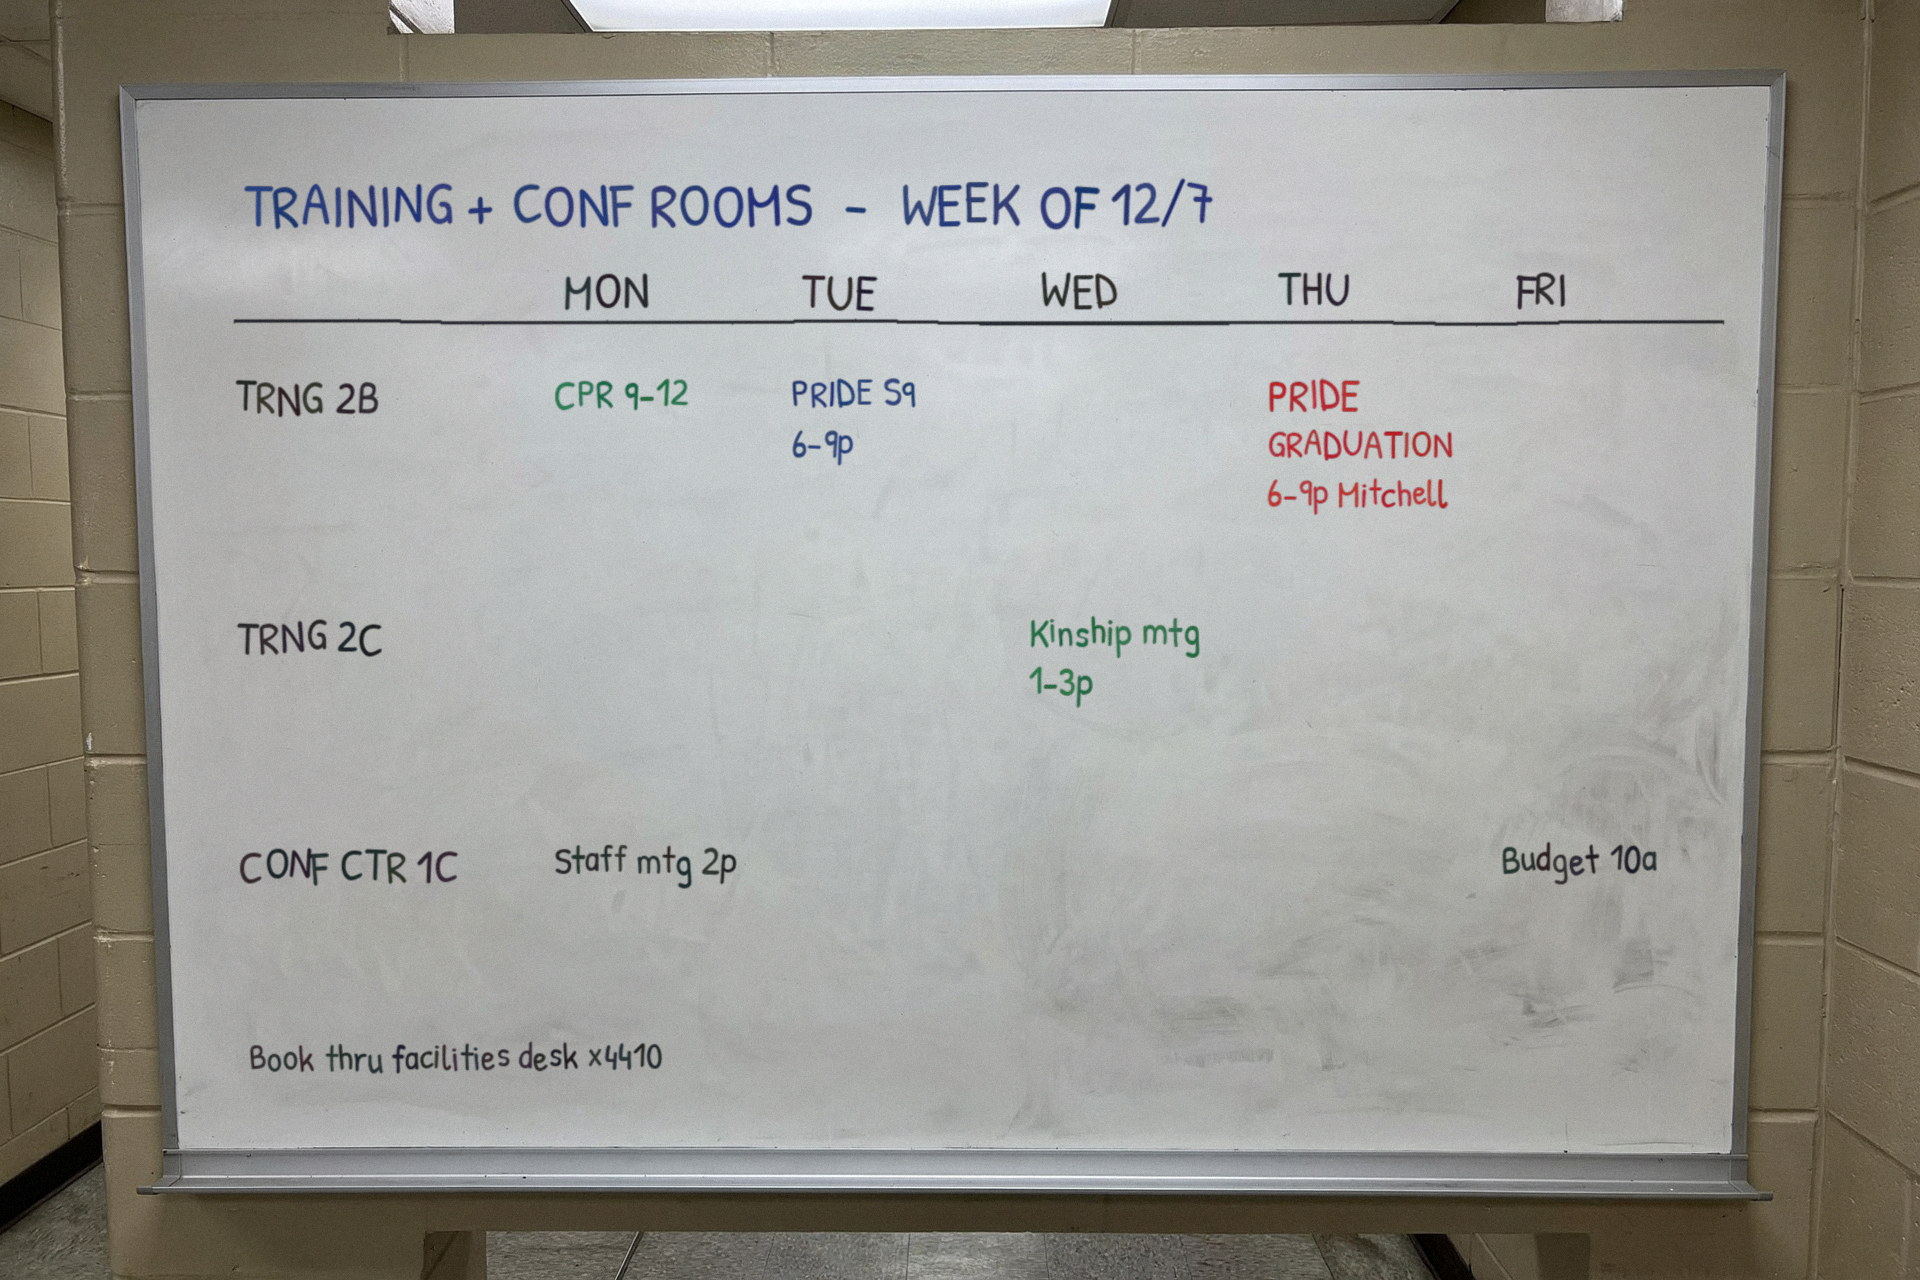 TRAINING + CONF ROOMS - WEEK OF 12/7
MON TUE WED THU FRI
TRNG 2B CPR 9-12 PRIDE S9 PRIDE
6-9p GRADUATION
6-9p Mitchell
TRNG 2C Kinship mtg
1-3p
CONF CTR 1C Staff mtg 2p Budget 10a
Book thru facilities desk x4410